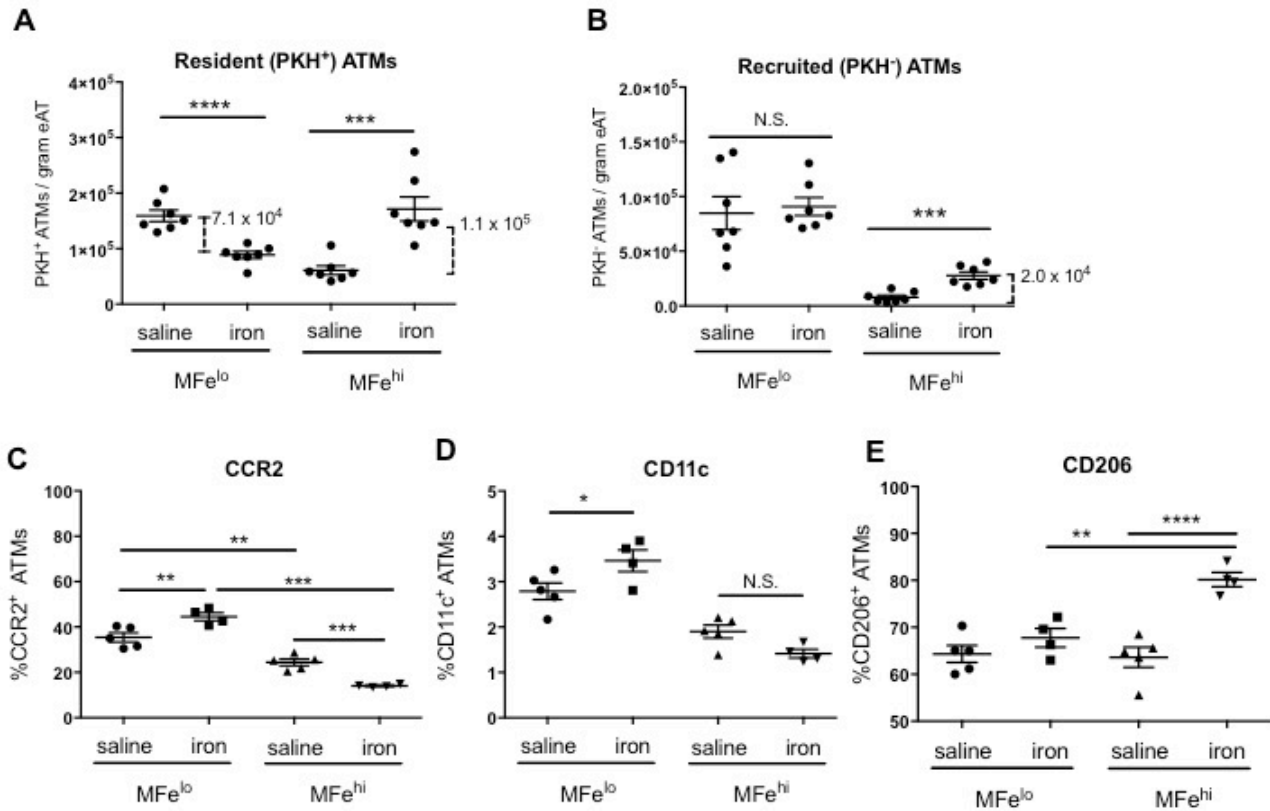 A
Resident (PKH⁺) ATMs
PKH⁺ ATMs / gram eAT
4×10⁵
3×10⁵
2×10⁵
1×10⁵
0
****
***
7.1 x 10⁴
1.1 x 10⁵
saline iron saline iron
MFeˡᵒ MFeʰⁱ
B
Recruited (PKH⁻) ATMs
PKH⁻ ATMs / gram eAT
2.0×10⁵
1.5×10⁵
1.0×10⁵
5.0×10⁴
0.0
N.S.
***
2.0 x 10⁴
saline iron saline iron
MFeˡᵒ MFeʰⁱ
C
CCR2
%CCR2⁺ ATMs
100
80
60
40
20
0
**
** ***
***
saline iron saline iron
MFeˡᵒ MFeʰⁱ
D
CD11c
%CD11c⁺ ATMs
5
4
3
2
1
0
*
N.S.
saline iron saline iron
MFeˡᵒ MFeʰⁱ
E
CD206
%CD206⁺ ATMs
100
90
80
70
60
50
** ****
saline iron saline iron
MFeˡᵒ MFeʰⁱ